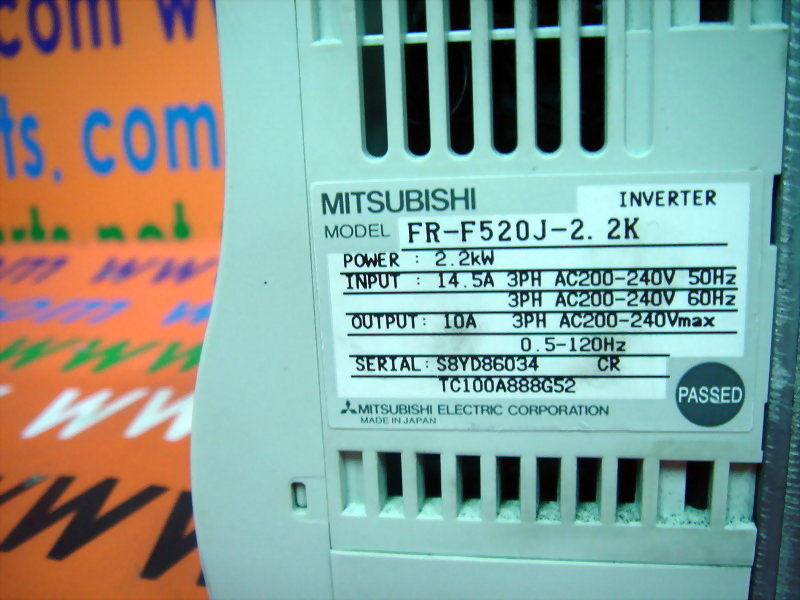 com w
ts. com
MITSUBISHI INVERTER
MODEL FR-F520J-2.2K
POWER : 2.2kW
INPUT : 14.5A 3PH AC200-240V 50Hz
3PH AC200-240V 60Hz
OUTPUT: 10A 3PH AC200-240Vmax
0.5-120Hz
SERIAL: S8YD86034 CR
TC100A888G52
PASSED
MITSUBISHI ELECTRIC CORPORATION
MADE IN JAPAN